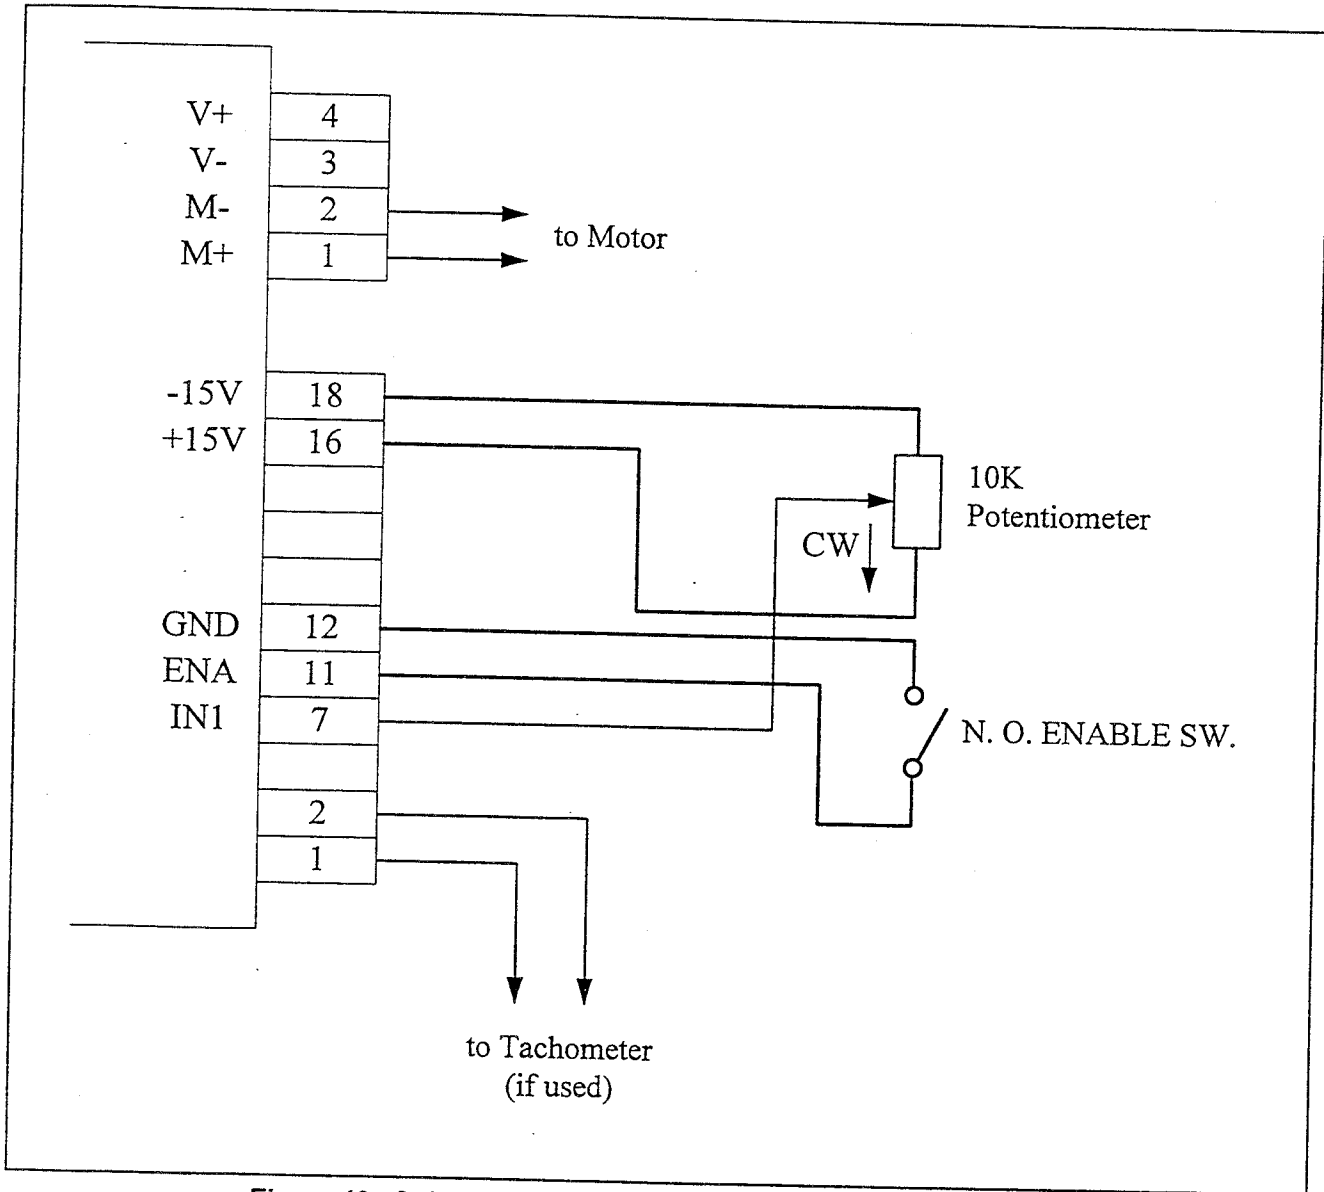 V+ 4
V- 3
M- 2
M+ 1
to Motor
-15V 18
+15V 16
10K
Potentiometer
CW
GND 12
ENA 11
IN1 7
N. O. ENABLE SW.
2
1
to Tachometer
(if used)